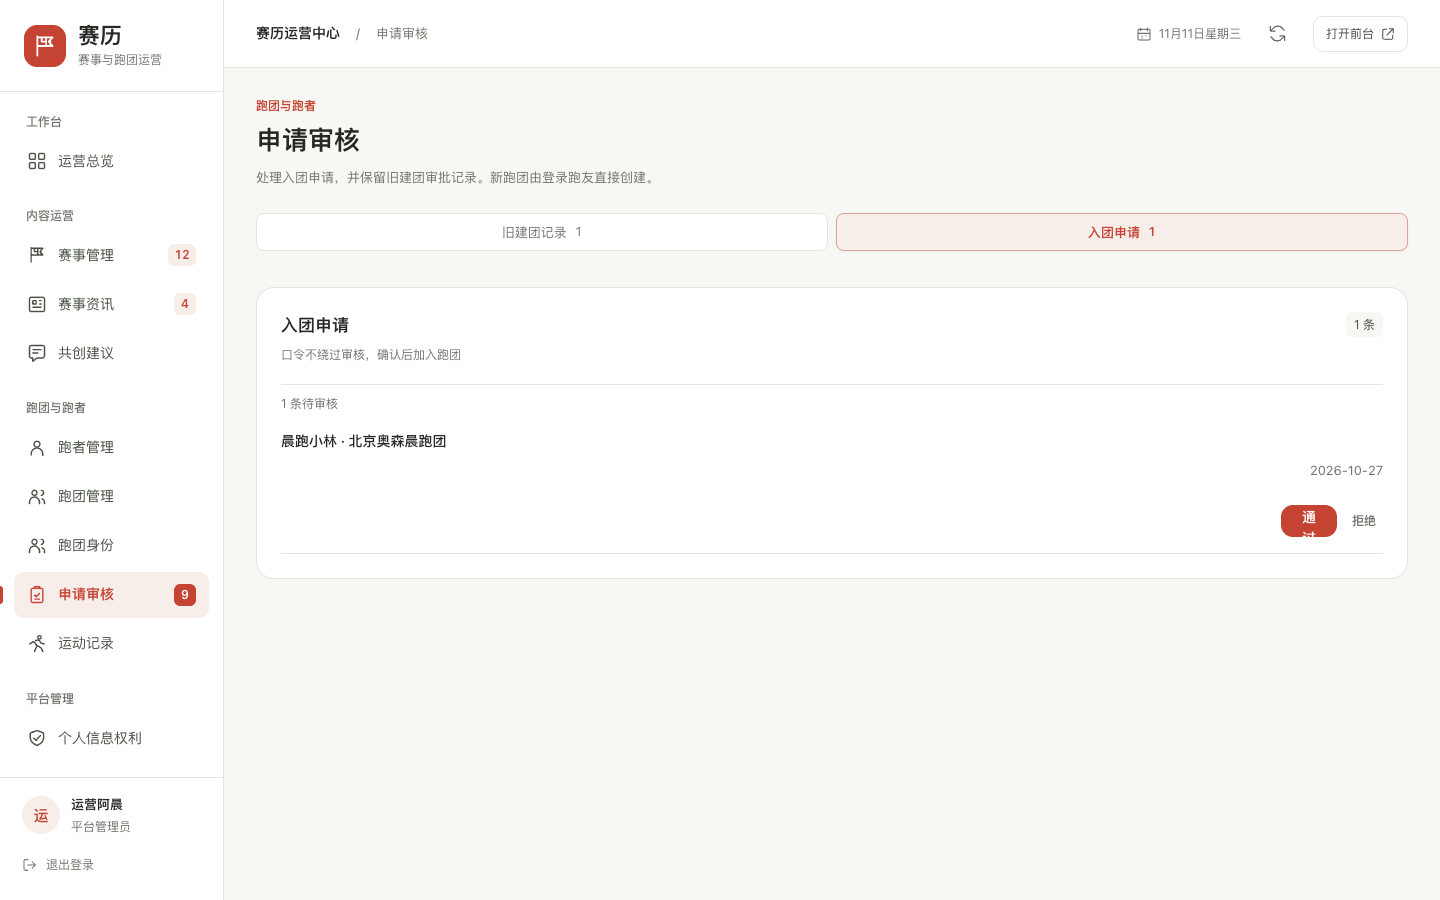 赛历
赛事与跑团运营
工作台
运营总览
内容运营
赛事管理 12
赛事资讯 4
共创建议
跑团与跑者
跑者管理
跑团管理
跑团身份
申请审核 9
运动记录
平台管理
个人信息权利
运
运营阿晨
平台管理员
退出登录
赛历运营中心 / 申请审核
11月11日星期三
打开前台
跑团与跑者
申请审核
处理入团申请，并保留旧建团审批记录。新跑团由登录跑友直接创建。
旧建团记录 1
入团申请 1
入团申请
1 条
口令不绕过审核，确认后加入跑团
1 条待审核
晨跑小林 · 北京奥森晨跑团
2026-10-27
通
过
拒绝